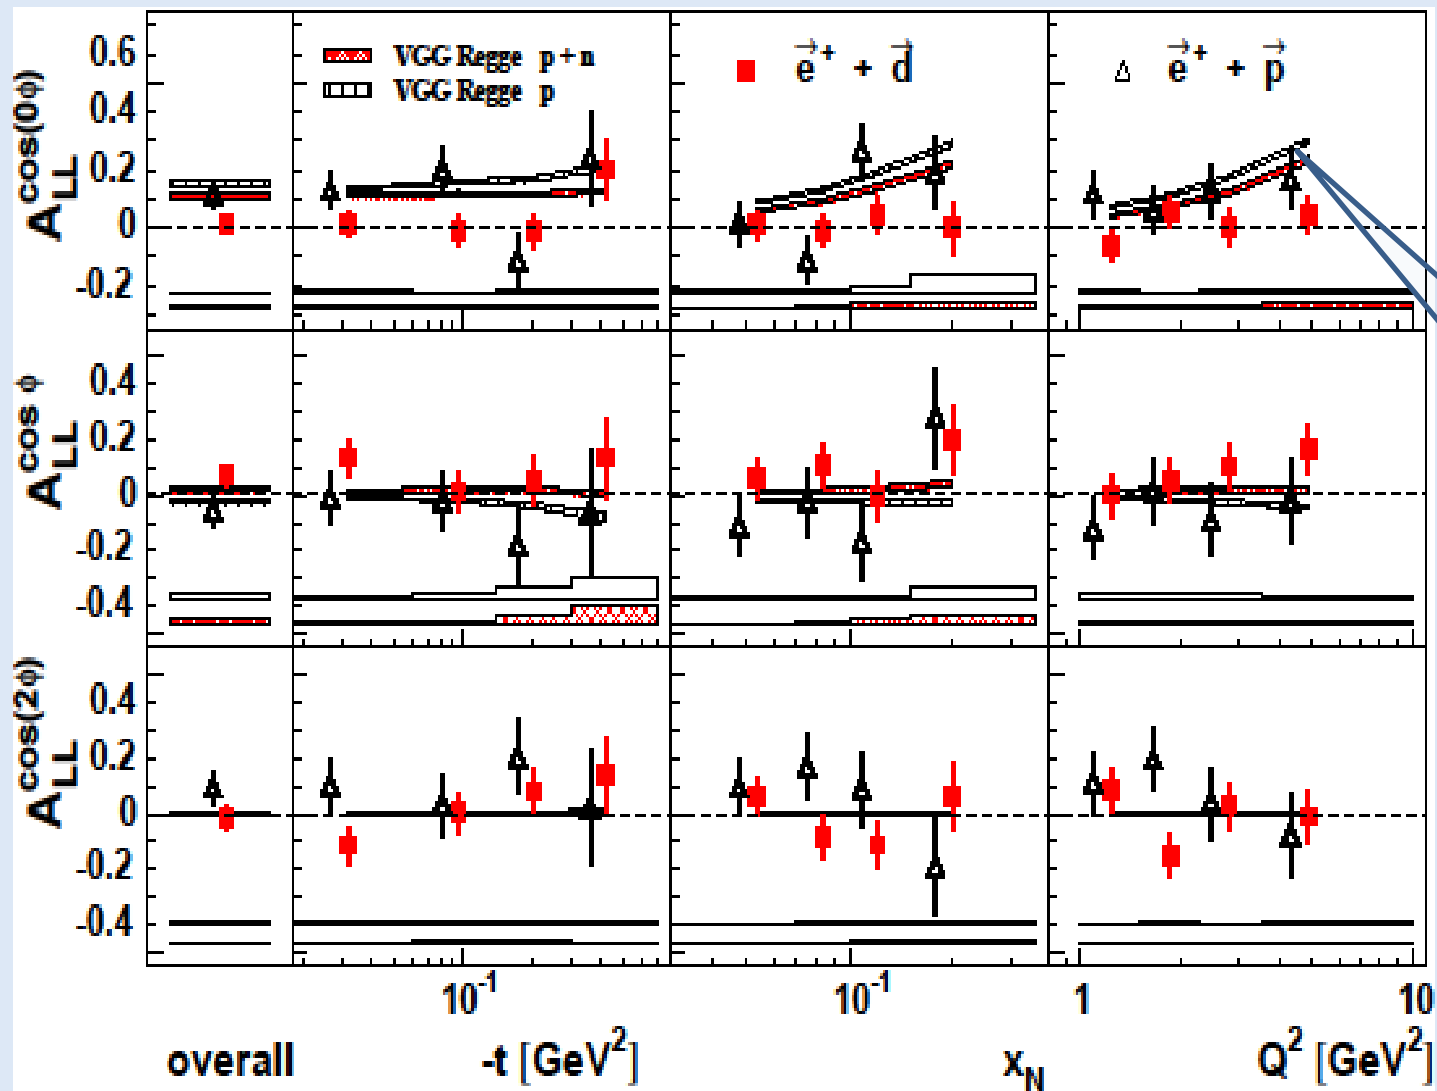 A_LL^cos(0ϕ)
0.6
0.4
0.2
0
-0.2
VGG Regge p + n
VGG Regge p
e⃗⁺ + d⃗
e⃗⁺ + p⃗
A_LL^cos ϕ
0.4
0.2
0
-0.2
-0.4
A_LL^cos(2ϕ)
0.4
0.2
0
-0.2
-0.4
10⁻¹ 10⁻¹ 1 10
overall -t [GeV²] x_N Q² [GeV²]